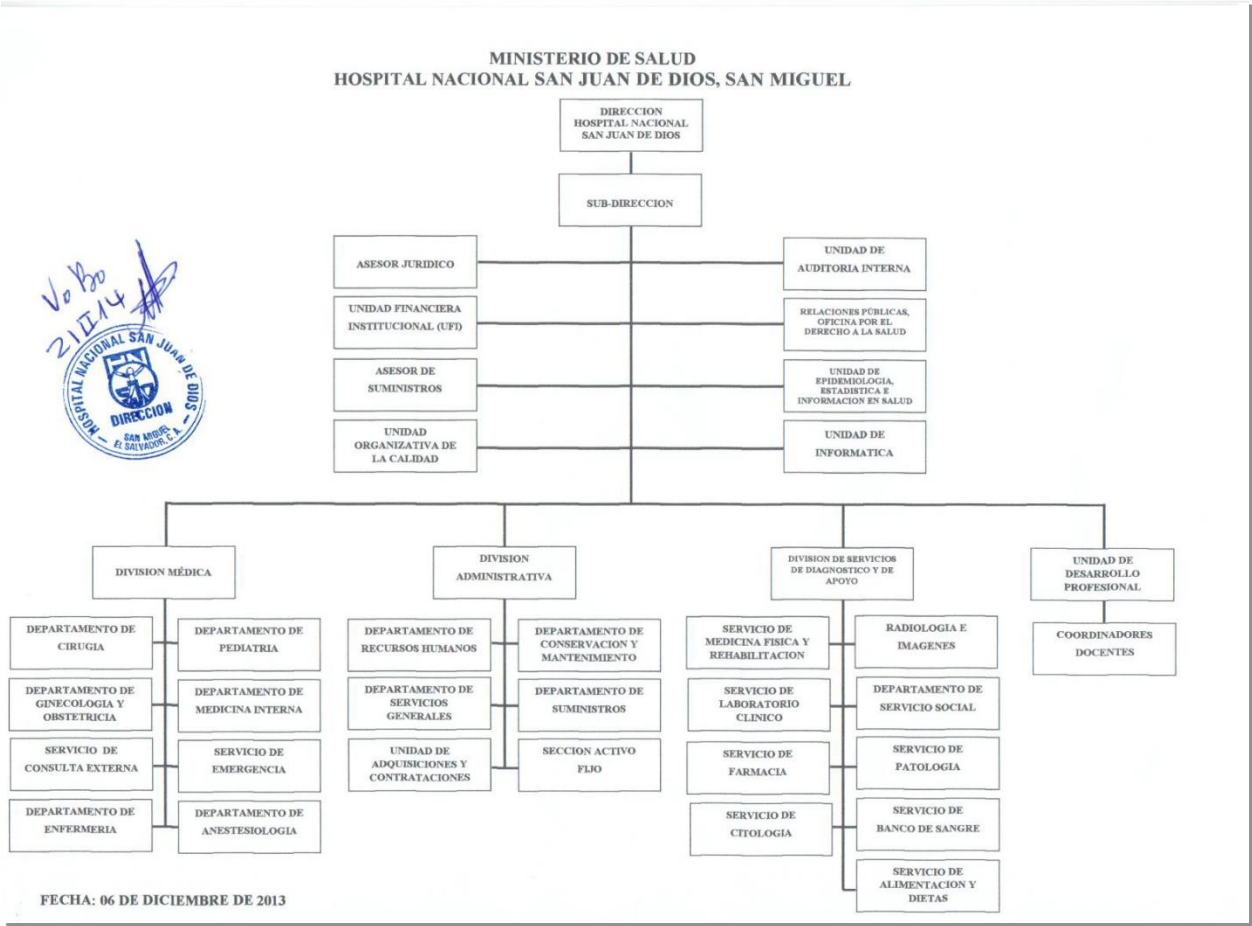 MINISTERIO DE SALUD
HOSPITAL NACIONAL SAN JUAN DE DIOS, SAN MIGUEL
DIRECCION
HOSPITAL NACIONAL
SAN JUAN DE DIOS
SUB-DIRECCION
ASESOR JURIDICO
UNIDAD DE
AUDITORIA INTERNA
UNIDAD FINANCIERA
INSTITUCIONAL (UFI)
RELACIONES PÚBLICAS,
OFICINA POR EL
DERECHO A LA SALUD
ASESOR DE
SUMINISTROS
UNIDAD DE
EPIDEMIOLOGIA,
ESTADISTICA E
INFORMACION EN SALUD
UNIDAD
ORGANIZATIVA DE
LA CALIDAD
UNIDAD DE
INFORMATICA
Vo Bo
21 II 14
HOSPITAL NACIONAL SAN JUAN DE DIOS
DIRECCION
SAN MIGUEL
EL SALVADOR, C. A.
DIVISION MÉDICA
DIVISION
ADMINISTRATIVA
DIVISION DE SERVICIOS
DE DIAGNOSTICO Y DE
APOYO
UNIDAD DE
DESARROLLO
PROFESIONAL
DEPARTAMENTO DE
CIRUGIA
DEPARTAMENTO DE
PEDIATRIA
DEPARTAMENTO DE
GINECOLOGIA Y
OBSTETRICIA
DEPARTAMENTO DE
MEDICINA INTERNA
SERVICIO DE
CONSULTA EXTERNA
SERVICIO DE
EMERGENCIA
DEPARTAMENTO DE
ENFERMERIA
DEPARTAMENTO DE
ANESTESIOLOGIA
DEPARTAMENTO DE
RECURSOS HUMANOS
DEPARTAMENTO DE
CONSERVACION Y
MANTENIMIENTO
DEPARTAMENTO DE
SERVICIOS
GENERALES
DEPARTAMENTO DE
SUMINISTROS
UNIDAD DE
ADQUISICIONES Y
CONTRATACIONES
SECCION ACTIVO
FIJO
SERVICIO DE
MEDICINA FISICA Y
REHABILITACION
RADIOLOGIA E
IMAGENES
SERVICIO DE
LABORATORIO
CLINICO
DEPARTAMENTO DE
SERVICIO SOCIAL
SERVICIO DE
FARMACIA
SERVICIO DE
PATOLOGIA
SERVICIO DE
CITOLOGIA
SERVICIO DE
BANCO DE SANGRE
SERVICIO DE
ALIMENTACION Y
DIETAS
COORDINADORES
DOCENTES
FECHA: 06 DE DICIEMBRE DE 2013